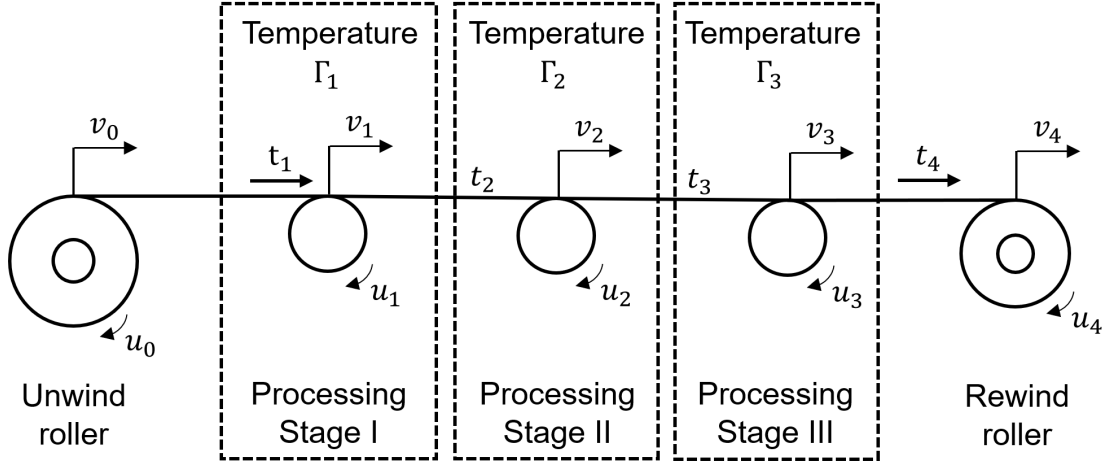 Temperature
Γ₁
Temperature
Γ₂
Temperature
Γ₃
v₀
v₁
v₂
v₃
v₄
t₁
t₂
t₃
t₄
u₀
u₁
u₂
u₃
u₄
Unwind
roller
Processing
Stage I
Processing
Stage II
Processing
Stage III
Rewind
roller